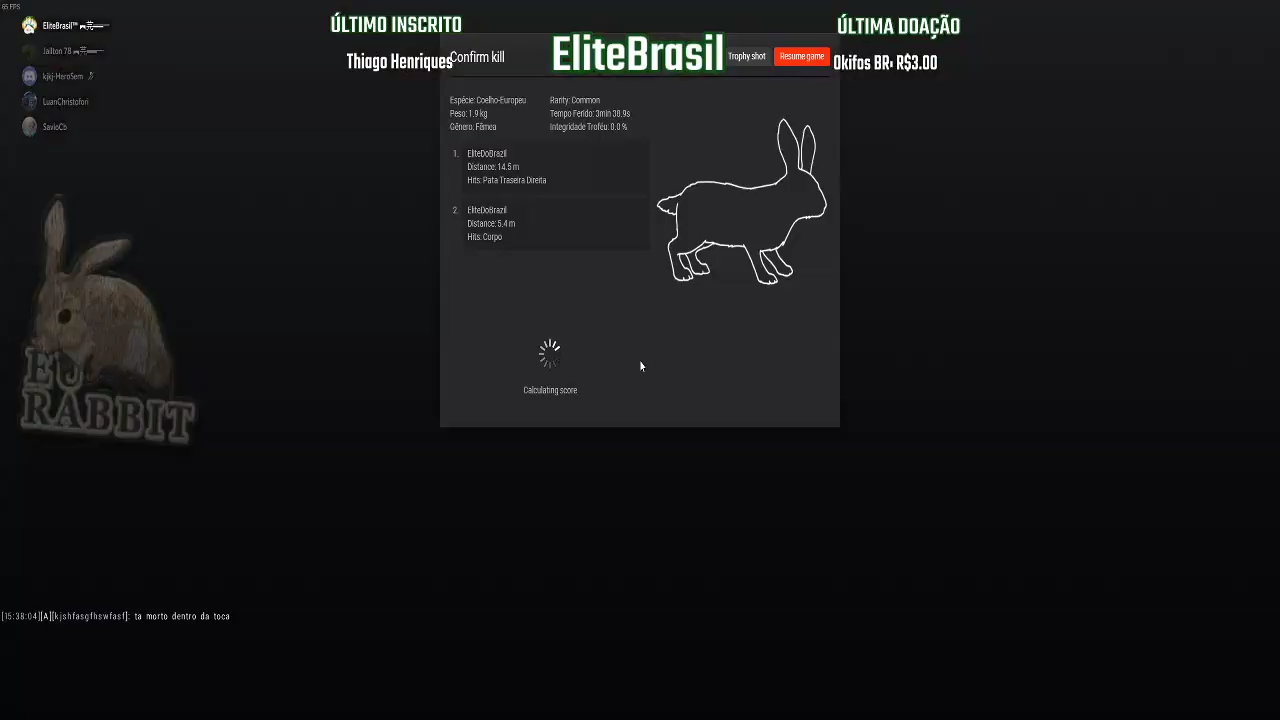 65 FPS
EliteBrasil™
Jailton 78
kjkj-HeroSem
LuanChristofori
SavioCb
ÚLTIMO INSCRITO
Thiago Henriques
EliteBrasil
ÚLTIMA DOAÇÃO
Okifos BR: R$3.00
Confirm kill
Trophy shot
Resume game
Espécie: Coelho-Europeu
Peso: 1.9 kg
Gênero: Fêmea
Rarity: Common
Tempo Ferido: 3min 38.9s
Integridade Troféu: 0.0 %
1. EliteDoBrazil
Distance: 14.5 m
Hits: Pata Traseira Direita
2. EliteDoBrazil
Distance: 5.4 m
Hits: Corpo
Calculating score
EU
RABBIT
[15:38:04][A][kjshfasgfhswfasf]: ta morto dentro da toca